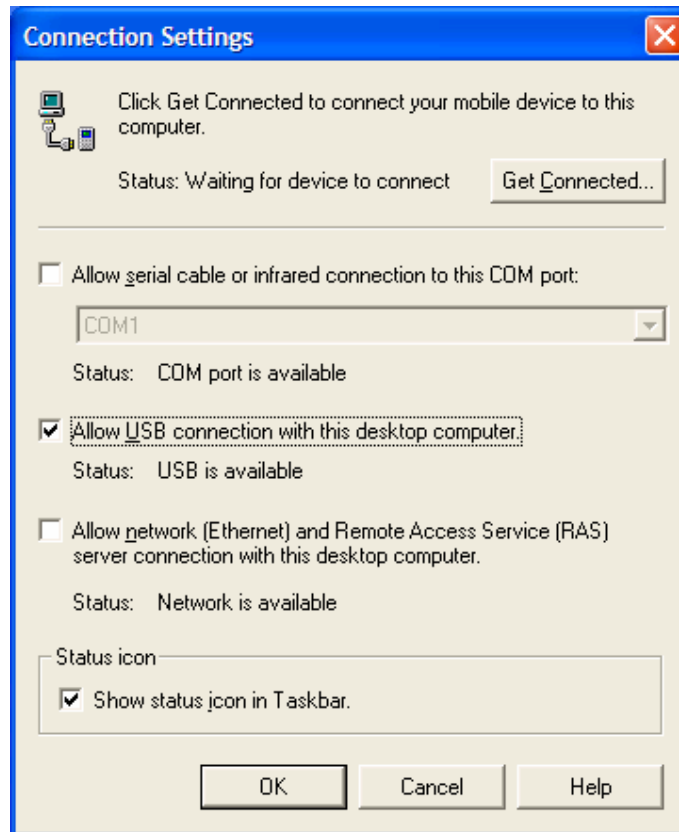 Connection Settings
Click Get Connected to connect your mobile device to this
computer.
Status: Waiting for device to connect
Get Connected...
Allow serial cable or infrared connection to this COM port:
COM1
Status: COM port is available
Allow USB connection with this desktop computer.
Status: USB is available
Allow network (Ethernet) and Remote Access Service (RAS)
server connection with this desktop computer.
Status: Network is available
Status icon
Show status icon in Taskbar.
OK Cancel Help